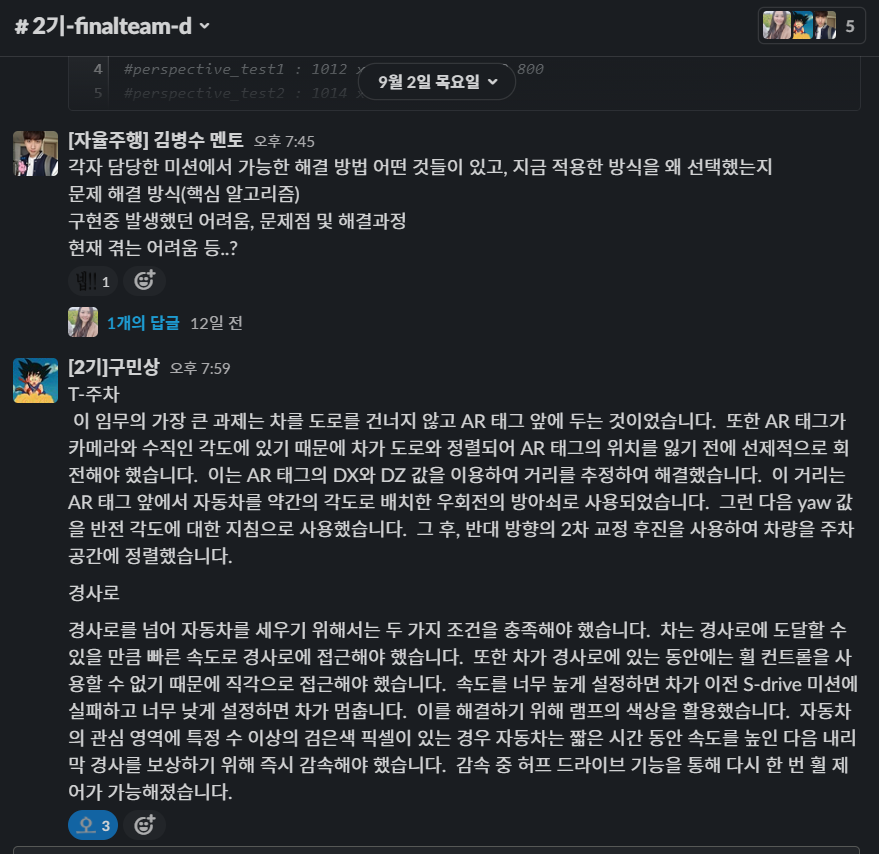 # 2기-finalteam-d
5
4 #perspective_test1 : 1012 x 800
9월 2일 목요일
5 #perspective_test2 : 1014 x
[자율주행] 김병수 멘토 오후 7:45
각자 담당한 미션에서 가능한 해결 방법 어떤 것들이 있고, 지금 적용한 방식을 왜 선택했는지
문제 해결 방식(핵심 알고리즘)
구현중 발생했던 어려움, 문제점 및 해결과정
현재 겪는 어려움 등..?
넵!! 1
1개의 답글 12일 전
[2기]구민상 오후 7:59
T-주차
이 임무의 가장 큰 과제는 차를 도로를 건너지 않고 AR 태그 앞에 두는 것이었습니다. 또한 AR 태그가
카메라와 수직인 각도에 있기 때문에 차가 도로와 정렬되어 AR 태그의 위치를 잃기 전에 선제적으로 회
전해야 했습니다. 이는 AR 태그의 DX와 DZ 값을 이용하여 거리를 추정하여 해결했습니다. 이 거리는
AR 태그 앞에서 자동차를 약간의 각도로 배치한 우회전의 방아쇠로 사용되었습니다. 그런 다음 yaw 값
을 반전 각도에 대한 지침으로 사용했습니다. 그 후, 반대 방향의 2차 교정 후진을 사용하여 차량을 주차
공간에 정렬했습니다.
경사로
경사로를 넘어 자동차를 세우기 위해서는 두 가지 조건을 충족해야 했습니다. 차는 경사로에 도달할 수
있을 만큼 빠른 속도로 경사로에 접근해야 했습니다. 또한 차가 경사로에 있는 동안에는 휠 컨트롤을 사
용할 수 없기 때문에 직각으로 접근해야 했습니다. 속도를 너무 높게 설정하면 차가 이전 S-drive 미션에
실패하고 너무 낮게 설정하면 차가 멈춥니다. 이를 해결하기 위해 램프의 색상을 활용했습니다. 자동차
의 관심 영역에 특정 수 이상의 검은색 픽셀이 있는 경우 자동차는 짧은 시간 동안 속도를 높인 다음 내리
막 경사를 보상하기 위해 즉시 감속해야 했습니다. 감속 중 허프 드라이브 기능을 통해 다시 한 번 휠 제
어가 가능해졌습니다.
오 3